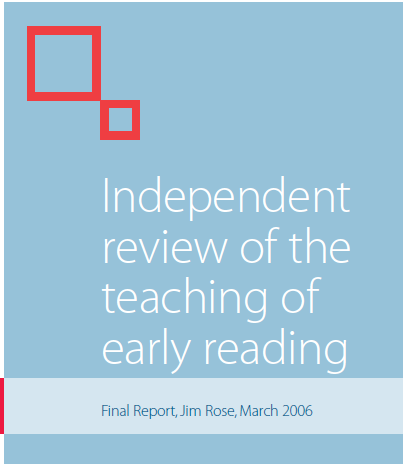 Independent
review of the
teaching of
early reading
Final Report, Jim Rose, March 2006